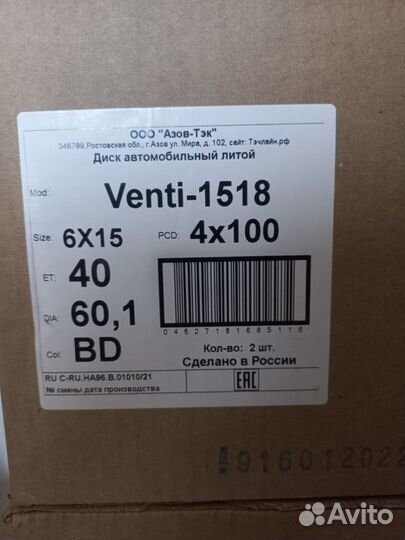 ООО "Азов-Тэк"
346789,Ростовская обл., г.Азов ул. Мира, д. 102, сайт: Тэчлайн.рф
Диск автомобильный литой
Mod: Venti-1518
Size: 6X15 PCD: 4x100
ET: 40
DIA: 60,1
04627181665116
Col: BD
Кол-во: 2 шт.
Сделано в России
RU C-RU.HA96.B.01010/21
№ смены дата производства
EAC
916012022
Avito